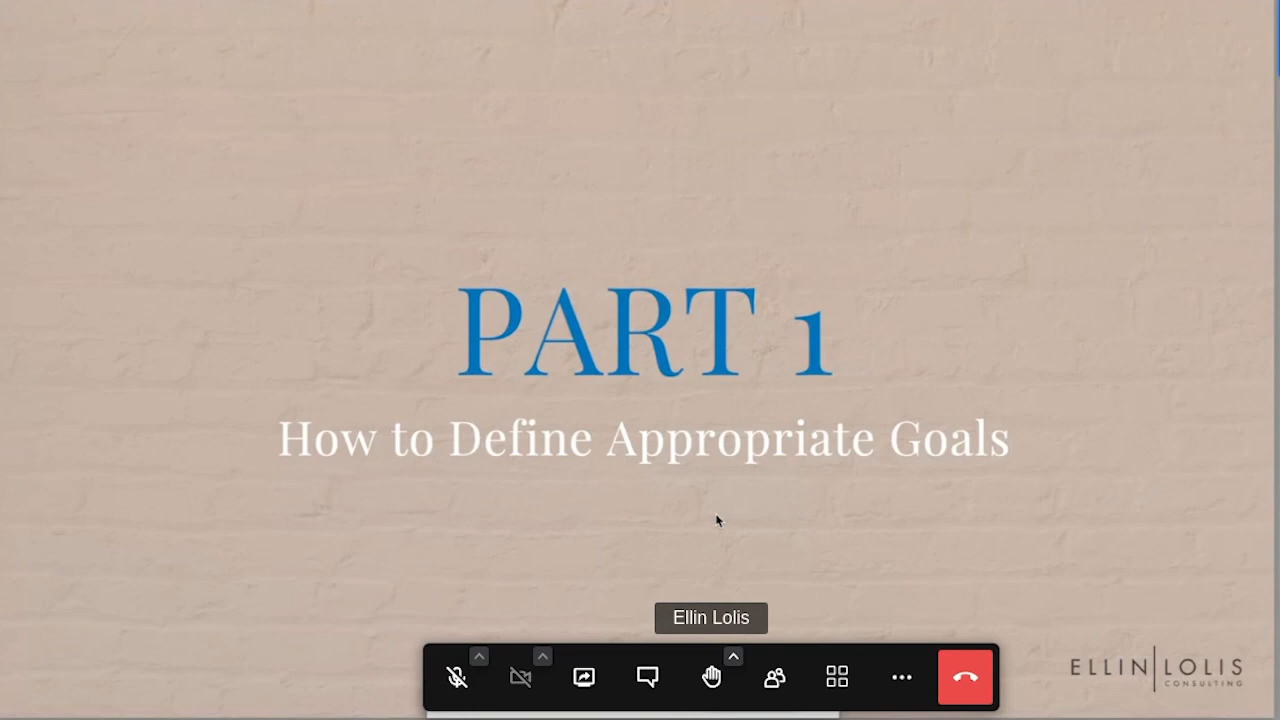 PART 1
How to Define Appropriate Goals
Ellin Lolis
ELLIN LOLIS
CONSULTING